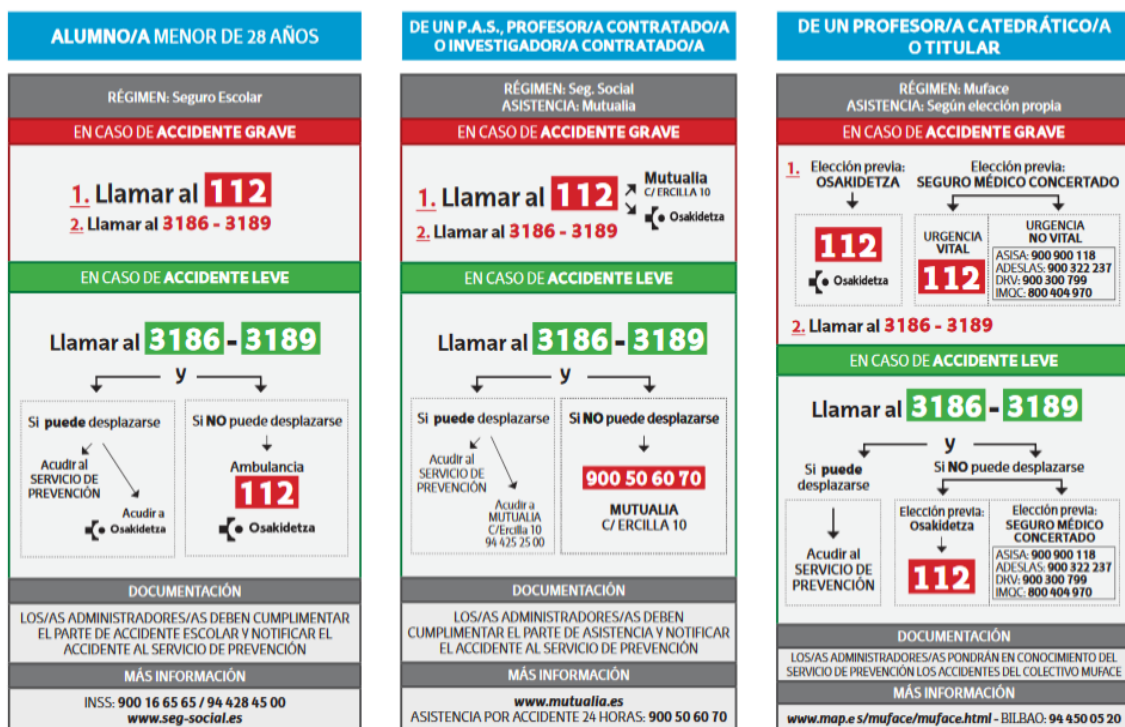 ALUMNO/A MENOR DE 28 AÑOS
RÉGIMEN: Seguro Escolar
EN CASO DE ACCIDENTE GRAVE
1. Llamar al 112
2. Llamar al 3186 - 3189
EN CASO DE ACCIDENTE LEVE
Llamar al 3186 - 3189
y
Si puede desplazarse
Acudir al
SERVICIO DE
PREVENCIÓN
Acudir a
Osakidetza
Si NO puede desplazarse
Ambulancia
112
Osakidetza
DOCUMENTACIÓN
LOS/AS ADMINISTRADORES/AS DEBEN CUMPLIMENTAR
EL PARTE DE ACCIDENTE ESCOLAR Y NOTIFICAR EL
ACCIDENTE AL SERVICIO DE PREVENCIÓN
MÁS INFORMACIÓN
INSS: 900 16 65 65 / 94 428 45 00
www.seg-social.es
DE UN P.A.S., PROFESOR/A CONTRATADO/A
O INVESTIGADOR/A CONTRATADO/A
RÉGIMEN: Seg. Social
ASISTENCIA: Mutualia
EN CASO DE ACCIDENTE GRAVE
1. Llamar al 112
Mutualia
C/ ERCILLA 10
Osakidetza
2. Llamar al 3186 - 3189
EN CASO DE ACCIDENTE LEVE
Llamar al 3186 - 3189
y
Si puede desplazarse
Acudir al
SERVICIO DE
PREVENCIÓN
Acudir a
MUTUALIA
C/Ercilla 10
94 425 25 00
Si NO puede desplazarse
900 50 60 70
MUTUALIA
C/ ERCILLA 10
DOCUMENTACIÓN
LOS/AS ADMINISTRADORES/AS DEBEN
CUMPLIMENTAR EL PARTE DE ASISTENCIA Y NOTIFICAR
EL ACCIDENTE AL SERVICIO DE PREVENCIÓN
MÁS INFORMACIÓN
www.mutualia.es
ASISTENCIA POR ACCIDENTE 24 HORAS: 900 50 60 70
DE UN PROFESOR/A CATEDRÁTICO/A
O TITULAR
RÉGIMEN: Muface
ASISTENCIA: Según elección propia
EN CASO DE ACCIDENTE GRAVE
1. Elección previa:
OSAKIDETZA
112
Osakidetza
Elección previa:
SEGURO MÉDICO CONCERTADO
URGENCIA
VITAL
112
URGENCIA
NO VITAL
ASISA: 900 900 118
ADESLAS: 900 322 237
DKV: 900 300 799
IMQC: 800 404 970
2. Llamar al 3186 - 3189
EN CASO DE ACCIDENTE LEVE
Llamar al 3186 - 3189
y
Si puede
desplazarse
Acudir al
SERVICIO DE
PREVENCIÓN
Si NO puede desplazarse
Elección previa:
Osakidetza
112
Elección previa:
SEGURO MÉDICO
CONCERTADO
ASISA: 900 900 118
ADESLAS: 900 322 237
DKV: 900 300 799
IMQC: 800 404 970
DOCUMENTACIÓN
LOS/AS ADMINISTRADORES/AS PONDRÁN EN CONOCIMIENTO DEL
SERVICIO DE PREVENCIÓN LOS ACCIDENTES DEL COLECTIVO MUFACE
MÁS INFORMACIÓN
www.map.e s/muface/muface.html - BILBAO: 94 450 05 20